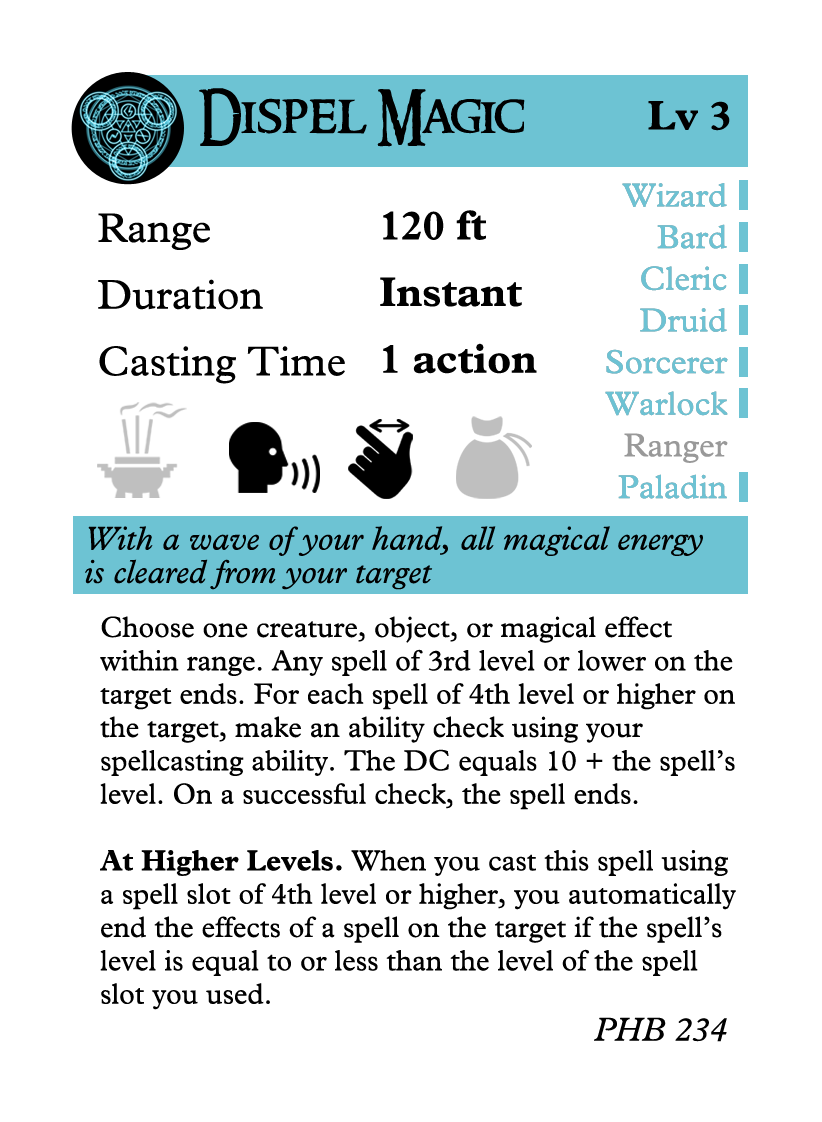 Dispel Magic
Lv 3
Range 120 ft
Duration Instant
Casting Time 1 action
Wizard
Bard
Cleric
Druid
Sorcerer
Warlock
Ranger
Paladin
With a wave of your hand, all magical energy
is cleared from your target
Choose one creature, object, or magical effect
within range. Any spell of 3rd level or lower on the
target ends. For each spell of 4th level or higher on
the target, make an ability check using your
spellcasting ability. The DC equals 10 + the spell’s
level. On a successful check, the spell ends.
At Higher Levels. When you cast this spell using
a spell slot of 4th level or higher, you automatically
end the effects of a spell on the target if the spell’s
level is equal to or less than the level of the spell
slot you used.
PHB 234